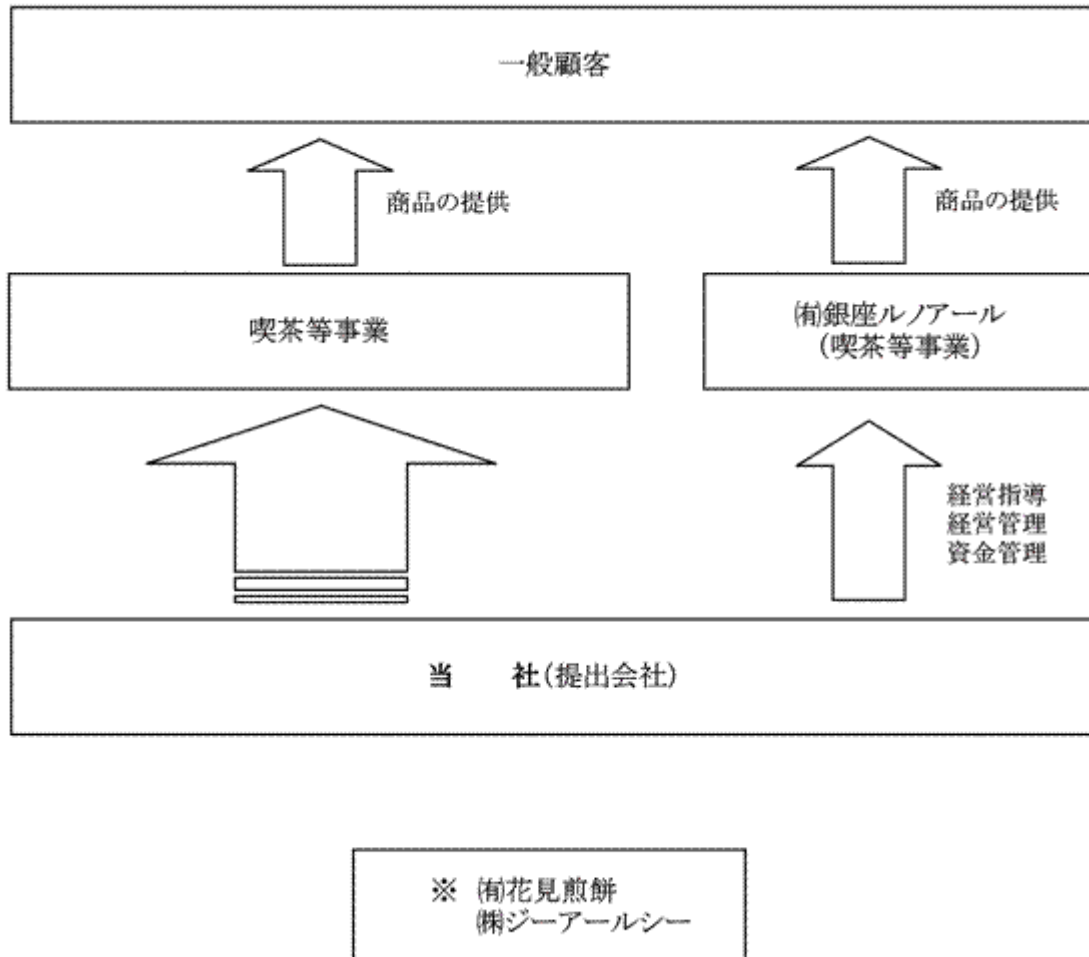 一般顧客
商品の提供
商品の提供
喫茶等事業
㈲銀座ルノアール
(喫茶等事業)
経営指導
経営管理
資金管理
当　　社(提出会社)
※ ㈲花見煎餅
㈱ジーアールシー